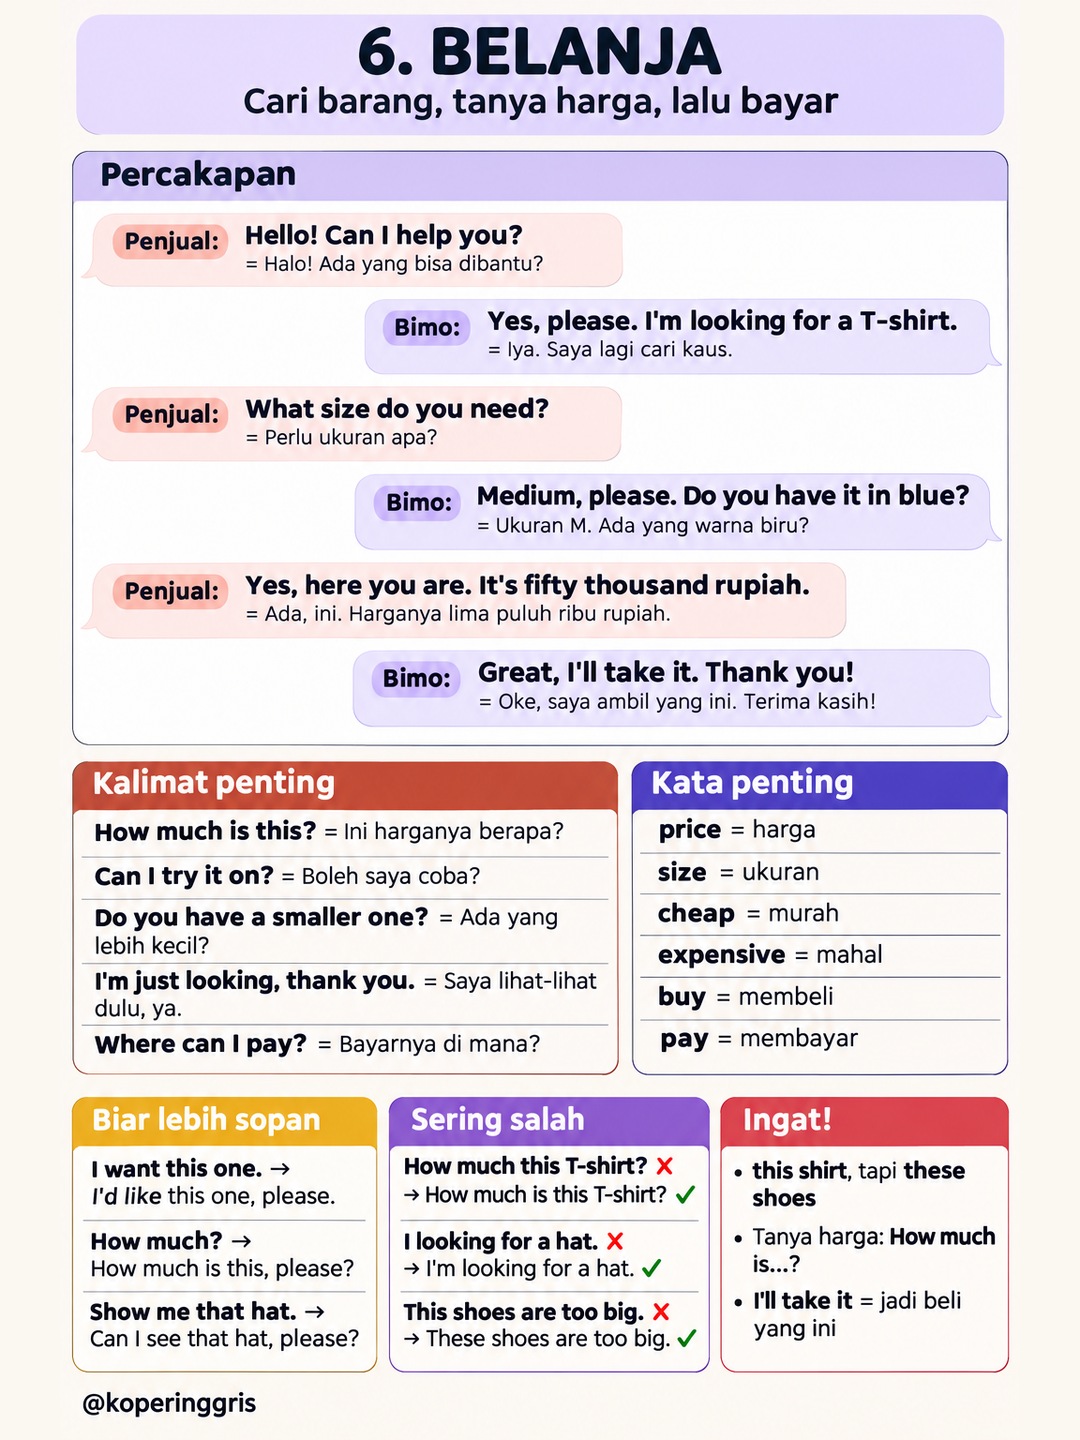 6. BELANJA
Cari barang, tanya harga, lalu bayar
Percakapan
Penjual: Hello! Can I help you?
= Halo! Ada yang bisa dibantu?
Bimo: Yes, please. I'm looking for a T-shirt.
= Iya. Saya lagi cari kaus.
Penjual: What size do you need?
= Perlu ukuran apa?
Bimo: Medium, please. Do you have it in blue?
= Ukuran M. Ada yang warna biru?
Penjual: Yes, here you are. It's fifty thousand rupiah.
= Ada, ini. Harganya lima puluh ribu rupiah.
Bimo: Great, I'll take it. Thank you!
= Oke, saya ambil yang ini. Terima kasih!
Kalimat penting
How much is this? = Ini harganya berapa?
Can I try it on? = Boleh saya coba?
Do you have a smaller one? = Ada yang
lebih kecil?
I'm just looking, thank you. = Saya lihat-lihat
dulu, ya.
Where can I pay? = Bayarnya di mana?
Kata penting
price = harga
size = ukuran
cheap = murah
expensive = mahal
buy = membeli
pay = membayar
Biar lebih sopan
I want this one. →
I'd like this one, please.
How much? →
How much is this, please?
Show me that hat. →
Can I see that hat, please?
Sering salah
How much this T-shirt? ❌
→ How much is this T-shirt? ✓
I looking for a hat. ❌
→ I'm looking for a hat. ✓
This shoes are too big. ❌
→ These shoes are too big. ✓
Ingat!
• this shirt, tapi these
shoes
• Tanya harga: How much
is...?
• I'll take it = jadi beli
yang ini
@koperinggris